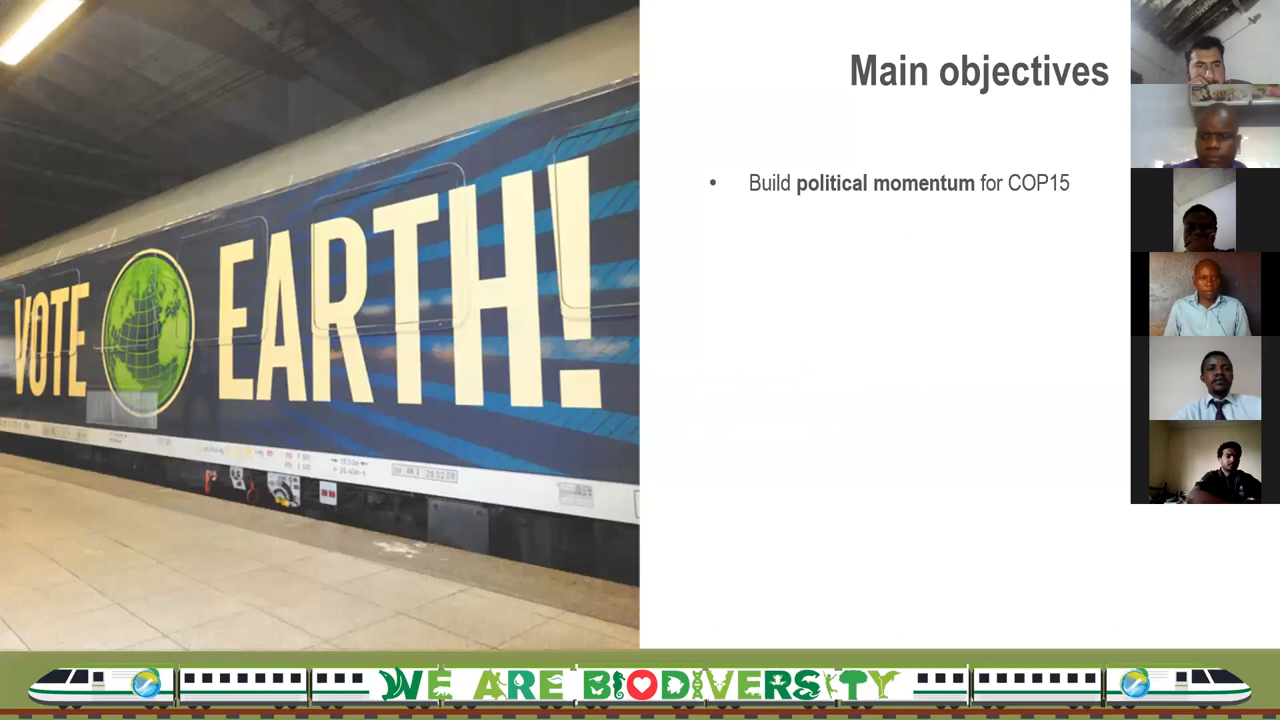 VOTE EARTH!
Main objectives
• Build political momentum for COP15
WE ARE BIODIVERSITY